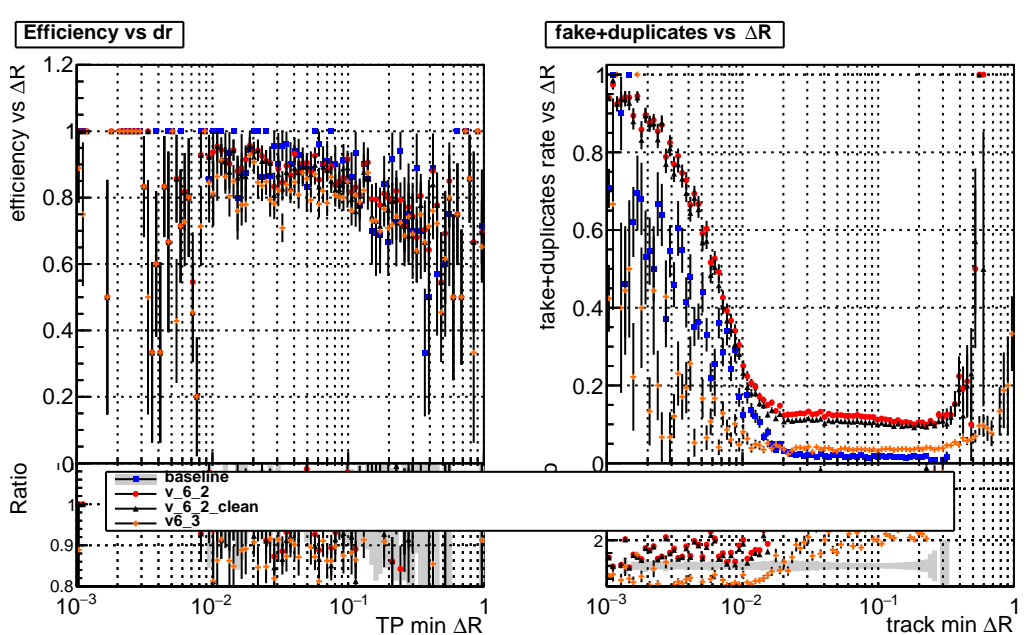 Efficiency vs dr
efficiency vs ΔR
1.2
1
0.8
0.6
0.4
0.2
0
Ratio
1
0.9
0.8
10⁻³
10⁻²
10⁻¹
1
TP min ΔR
fake+duplicates vs ΔR
fake+duplicates rate vs ΔR
1
0.8
0.6
0.4
0.2
0
2
10⁻³
10⁻²
10⁻¹
1
track min ΔR
baseline
v_6_2
v_6_2_clean
v6_3